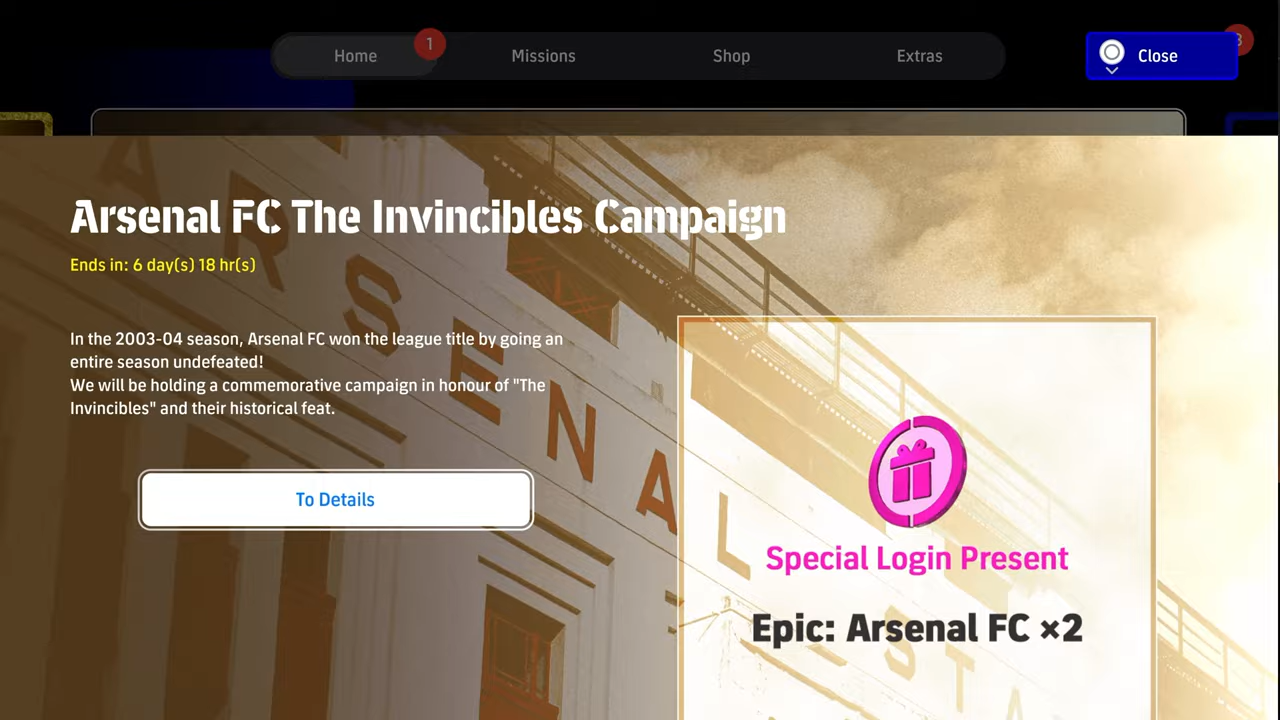 Home
1
Missions
Shop
Extras
Close
3
Arsenal FC The Invincibles Campaign
Ends in: 6 day(s) 18 hr(s)
In the 2003-04 season, Arsenal FC won the league title by going an
entire season undefeated!
We will be holding a commemorative campaign in honour of "The
Invincibles" and their historical feat.
To Details
ARSENAL
STA
Special Login Present
Epic: Arsenal FC ×2